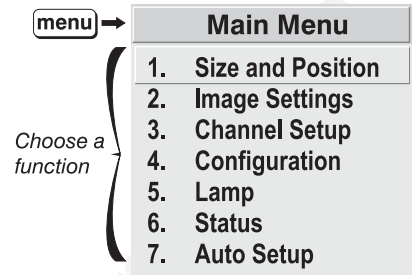 menu Main Menu
1. Size and Position
2. Image Settings
3. Channel Setup
Choose a function
4. Configuration
5. Lamp
6. Status
7. Auto Setup